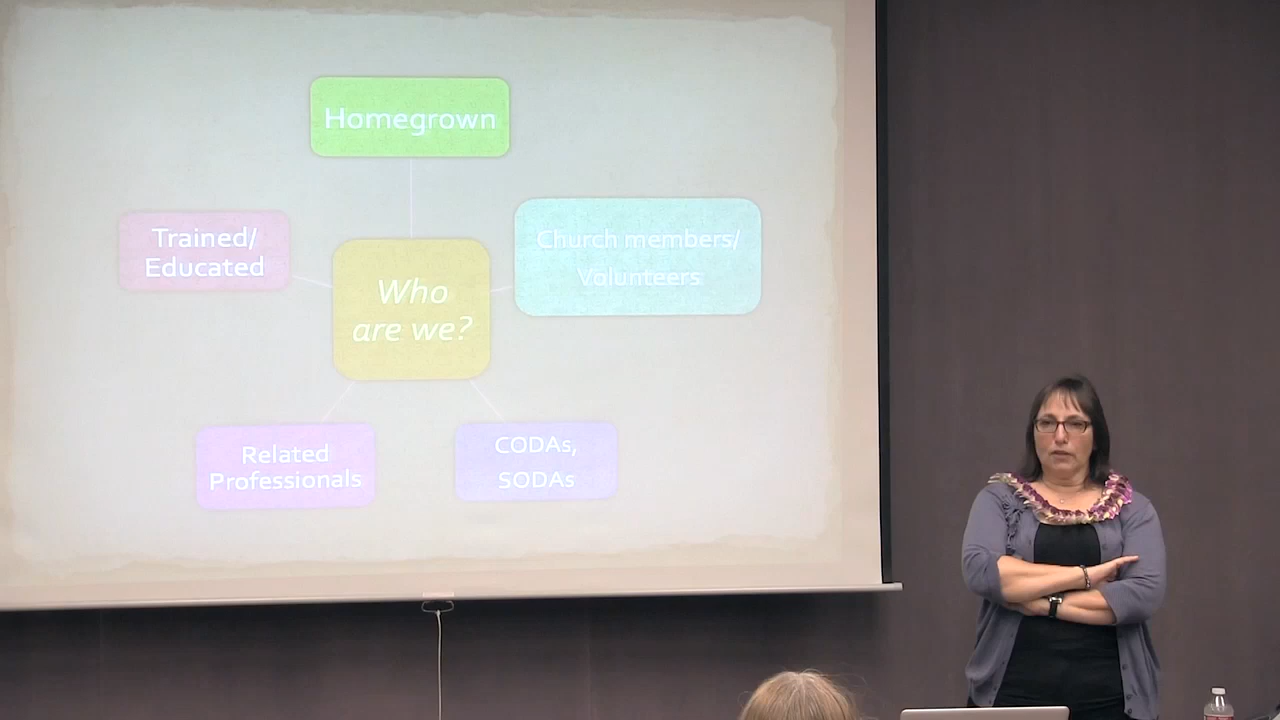 Homegrown
Trained/
Educated
Church members/
Volunteers
Who
are we?
Related
Professionals
CODAs,
SODAs